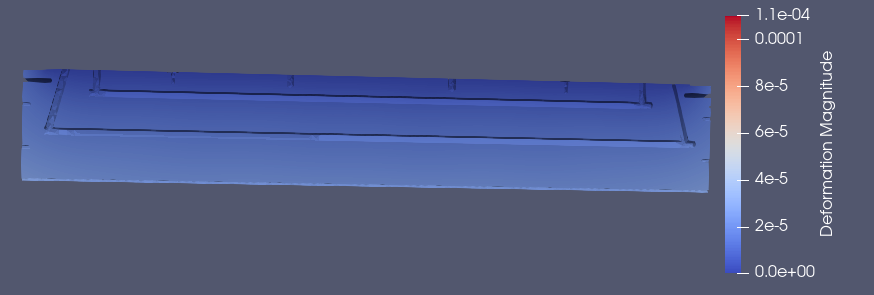 1.1e-04
0.0001
8e-5
6e-5
4e-5
2e-5
0.0e+00
Deformation Magnitude